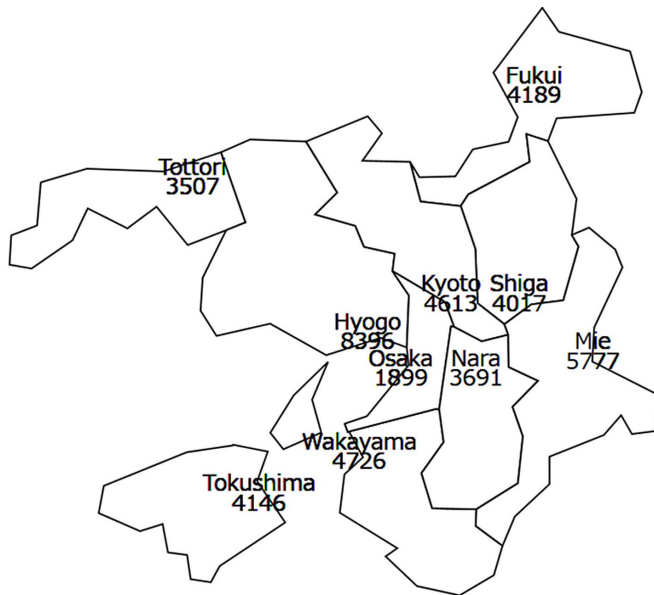 Fukui
4189
Tottori
3507
Kyoto
4613
Shiga
4017
Hyogo
8396
Osaka
1899
Nara
3691
Mie
5777
Wakayama
4726
Tokushima
4146